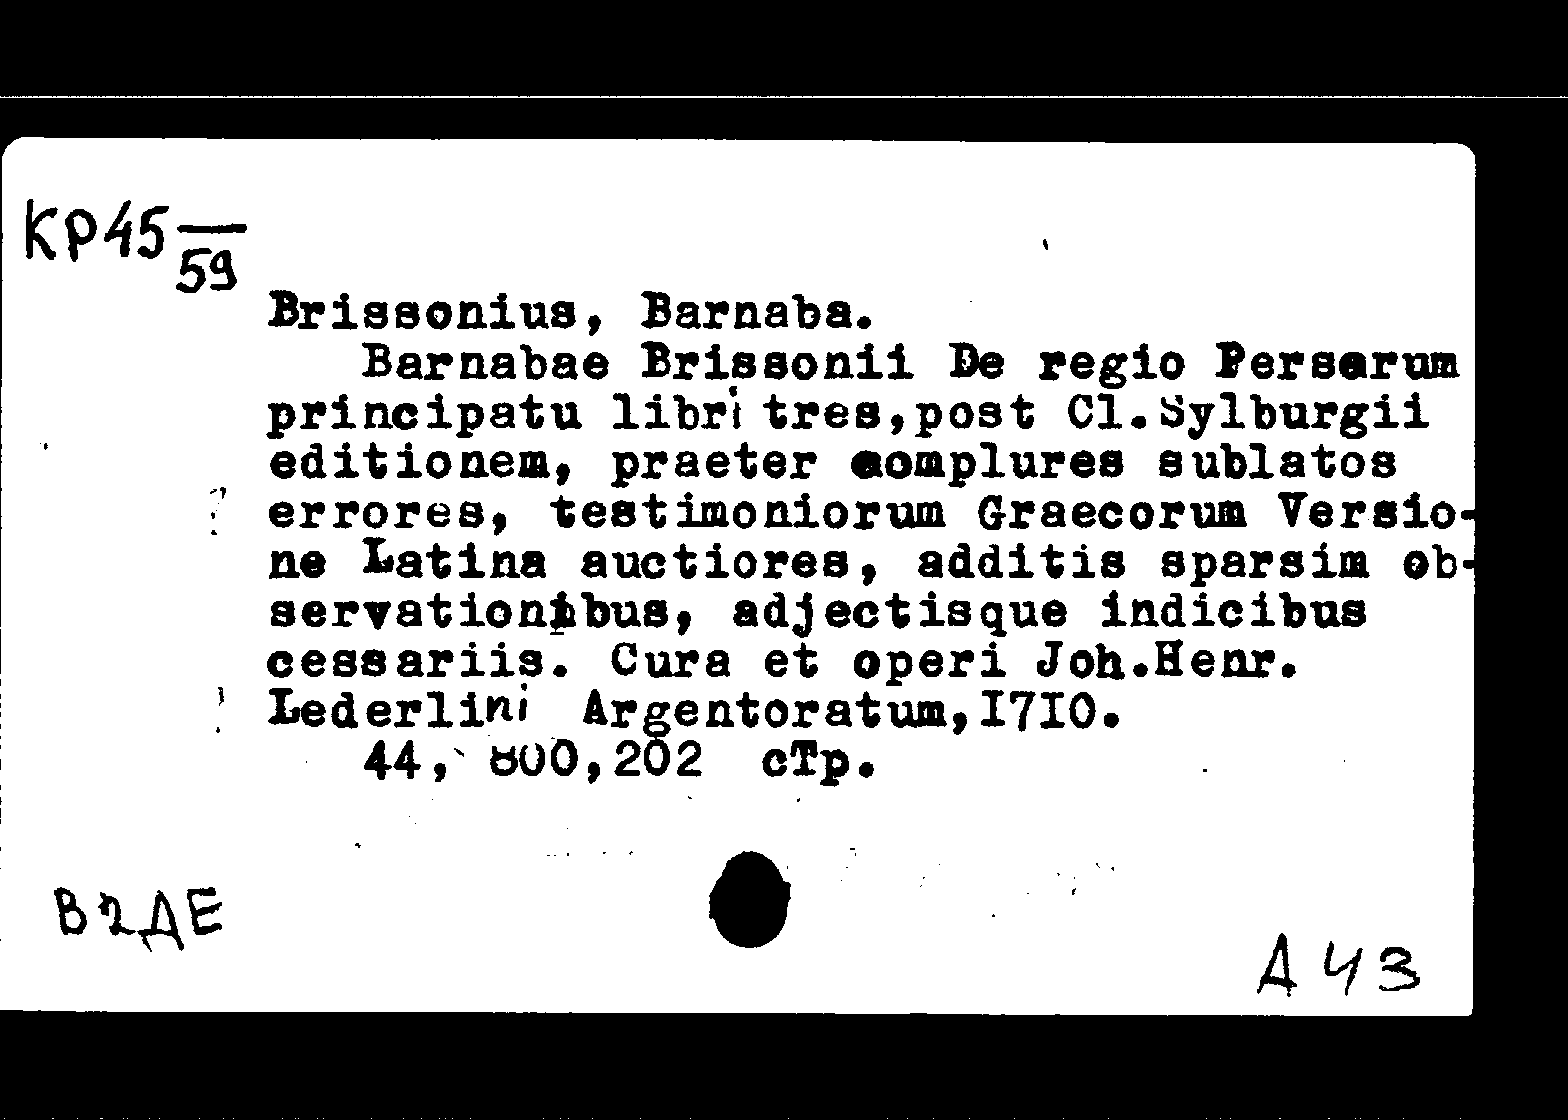 КР45 59
Brissonius, Barnaba.
Barnabae Brissonii De regio Persarum
principatu libri tres,post Cl.Sylburgii
editionem, praeter complures sublatos
errores, testimoniorum Graecorum Versio-
ne Latina auctiores, additis sparsim ob-
servationibus, adjectisque indicibus
cessariis. Cura et operi Joh.Henr.
Lederlini Argentoratum,I7IO.
44, 800,202 стр.
В2ДЕ
Д43